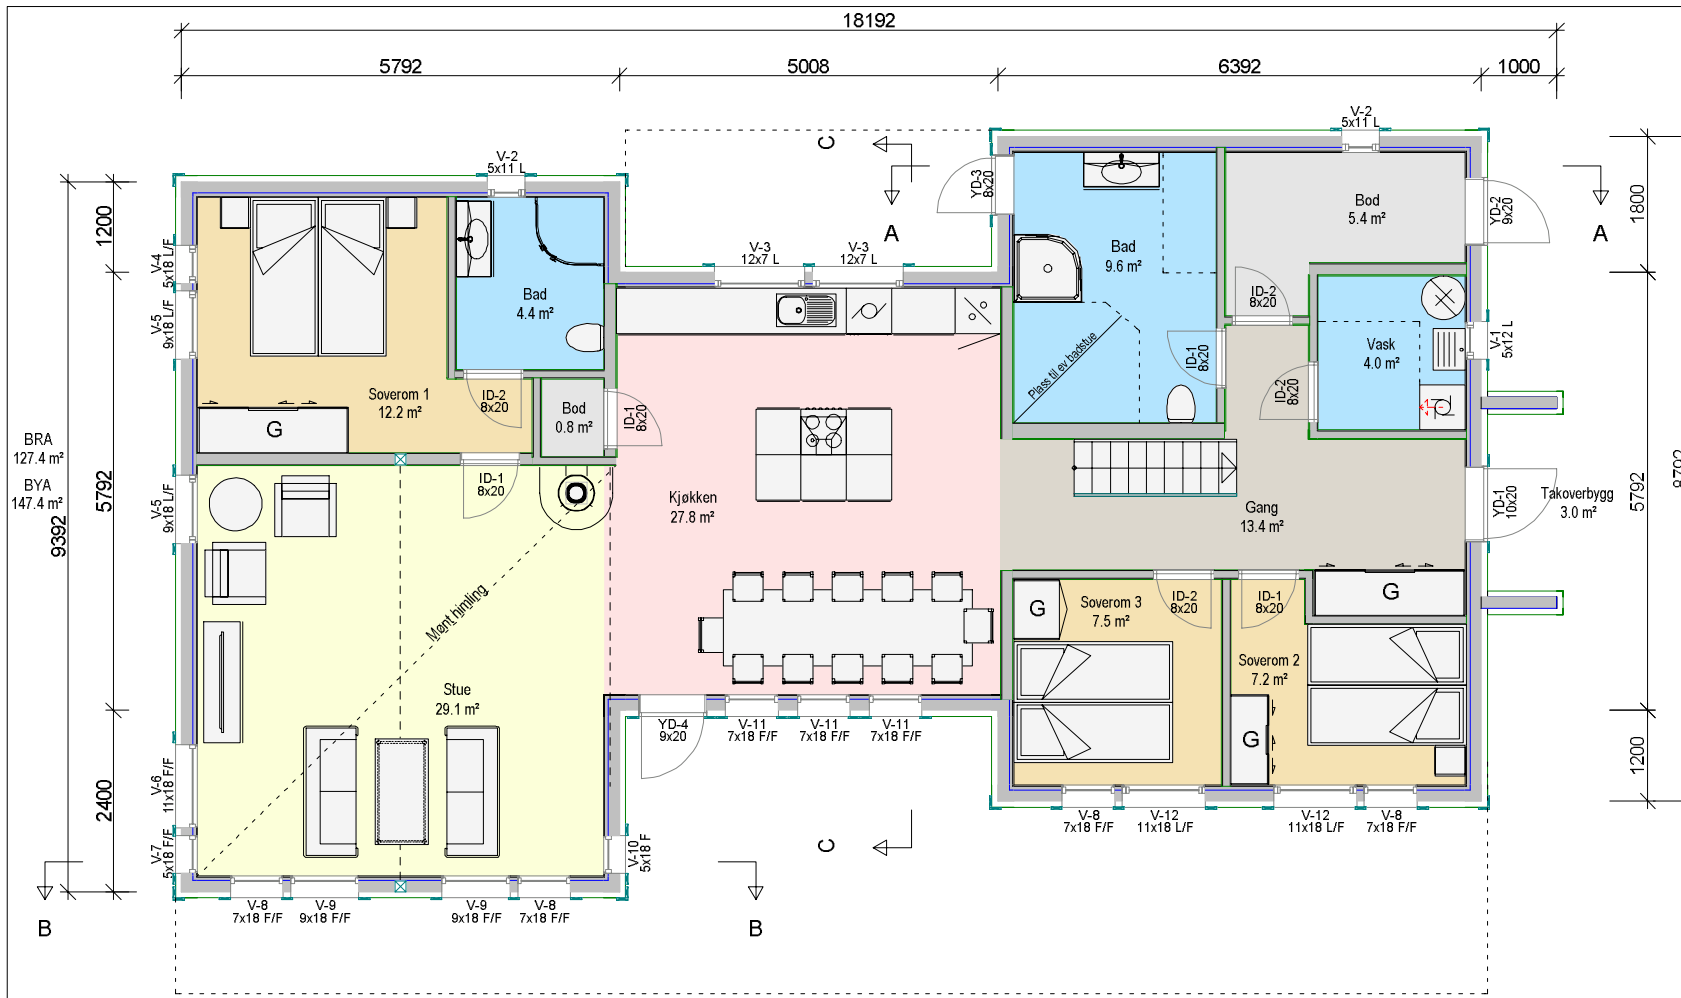 18192
5792
5008
6392
1000
V-2
5x11 L
V-2
5x11 L
C
YD-3
8x20
A
A
1200
1800
Bod
5.4 m²
YD-2
9x20
V-4
5x18 L/F
V-3
12x7 L
V-3
12x7 L
Bad
9.6 m²
Bad
4.4 m²
ID-2
8x20
V-5
9x18 L/F
V-1
5x12 L
Vask
4.0 m²
ID-1
8x20
Plass til ev badstue
ID-2
8x20
Soverom 1
12.2 m²
ID-2
8x20
Bod
0.8 m²
ID-1
8x20
G
BRA
127.4 m²
BYA
147.4 m²
9392
5792
V-5
9x18 L/F
ID-1
8x20
Kjøkken
27.8 m²
Gang
13.4 m²
YD-1
10x20
Takoverbygg
3.0 m²
5792
8792
Mønt himling
G
Soverom 3
7.5 m²
ID-2
8x20
ID-1
8x20
G
Soverom 2
7.2 m²
Stue
29.1 m²
G
YD-4
9x20
V-11
7x18 F/F
V-11
7x18 F/F
V-11
7x18 F/F
1200
2400
V-6
11x18 F/F
V-7
5x18 F/F
V-10
5x18 F
C
V-8
7x18 F/F
V-12
11x18 L/F
V-12
11x18 L/F
V-8
7x18 F/F
V-8
7x18 F/F
V-9
9x18 F/F
V-9
9x18 F/F
V-8
7x18 F/F
B
B